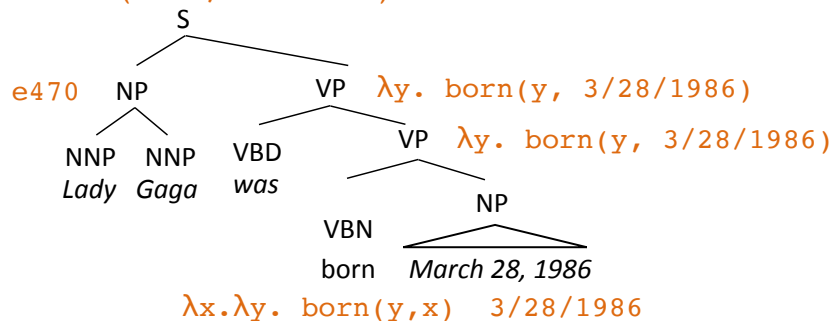 S
e470 NP VP λy. born(y, 3/28/1986)
VP λy. born(y, 3/28/1986)
NNP NNP VBD
Lady Gaga was
NP
VBN
born March 28, 1986
λx.λy. born(y,x) 3/28/1986